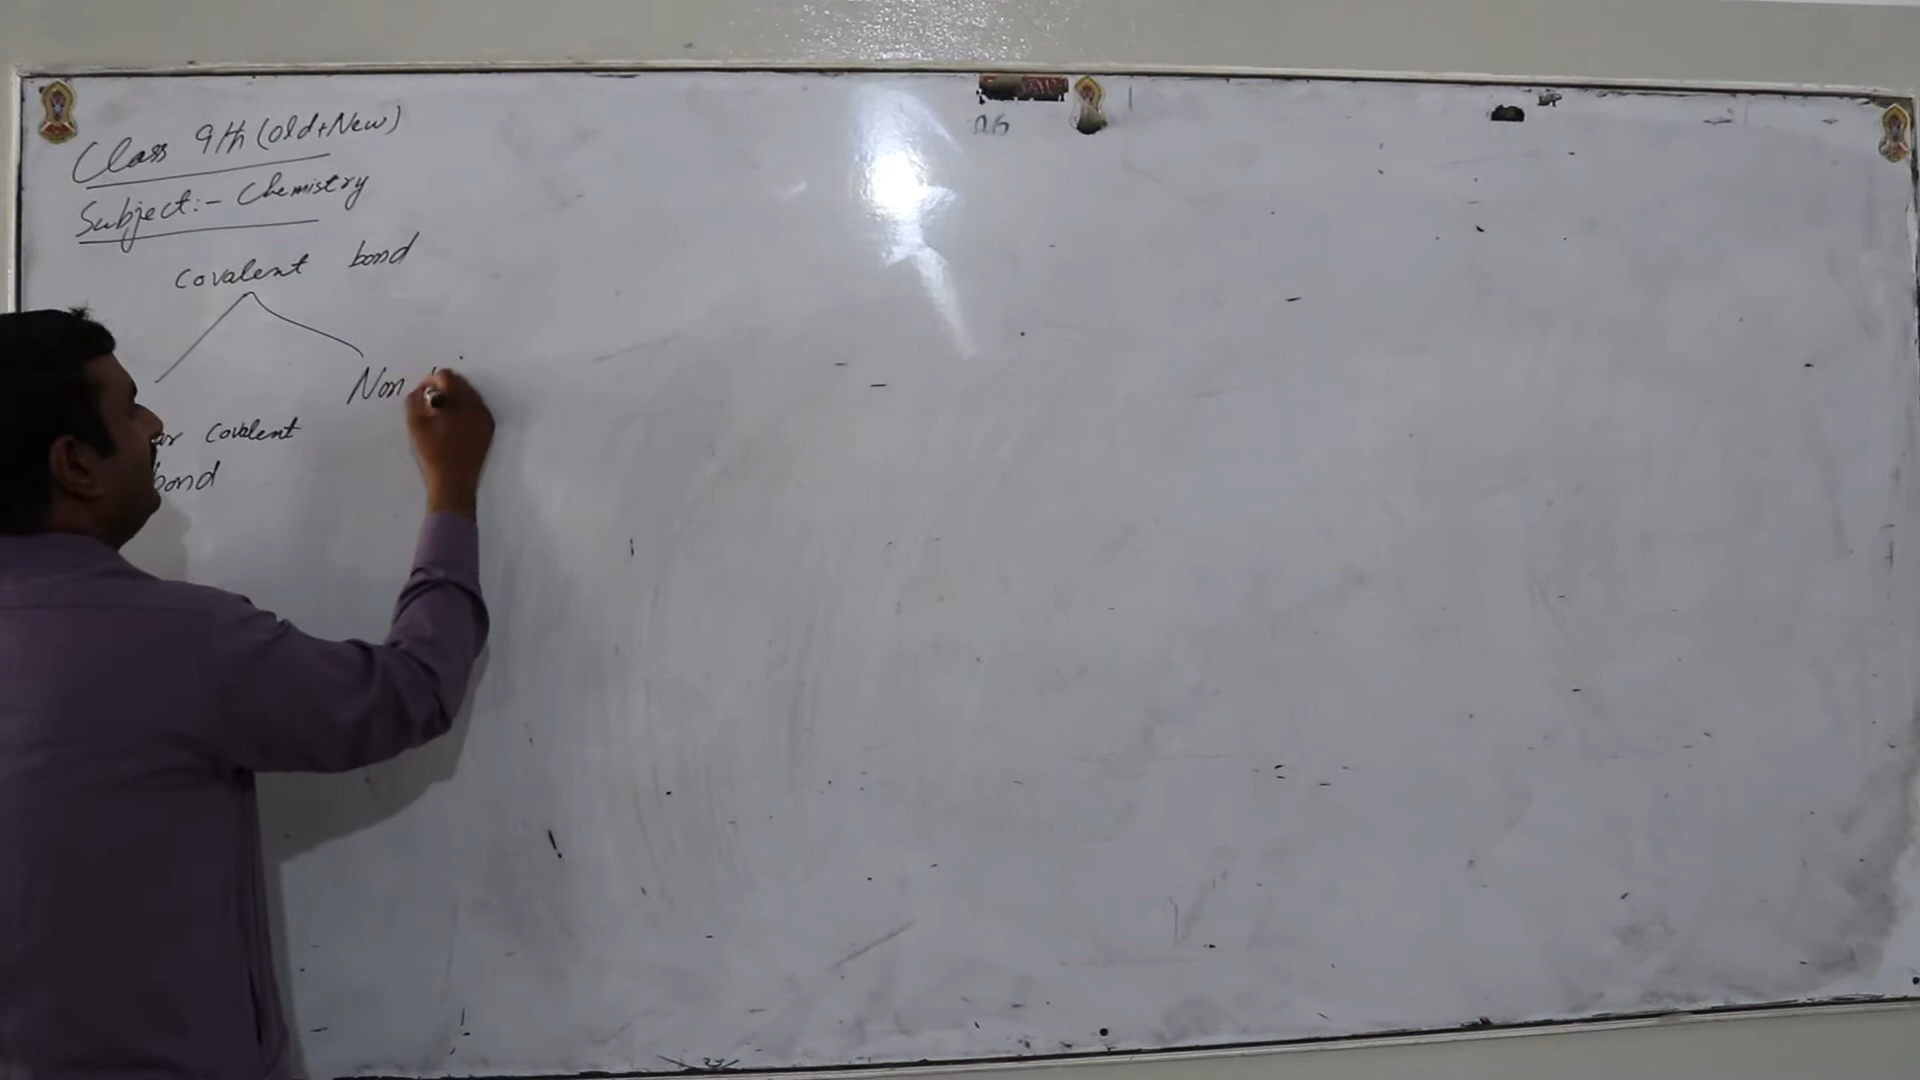 Class 9th (old+New)
Subject:- Chemistry
Covalent bond
Non
ar covalent
bond